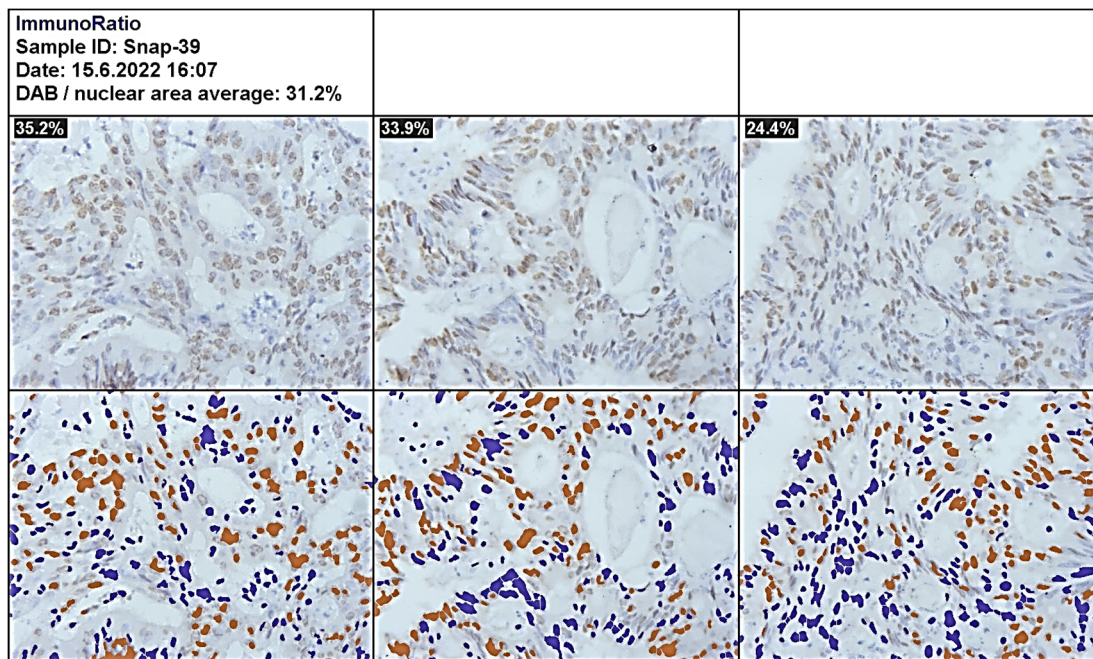 ImmunoRatio
Sample ID: Snap-39
Date: 15.6.2022 16:07
DAB / nuclear area average: 31.2%
35.2%
33.9%
24.4%